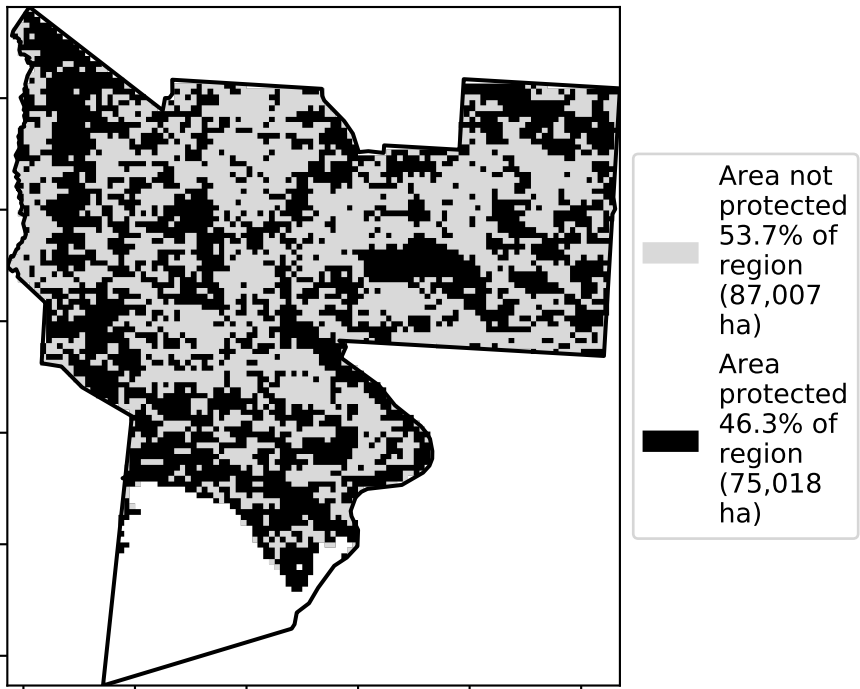 Area not
protected
53.7% of
region
(87,007
ha)
Area
protected
46.3% of
region
(75,018
ha)